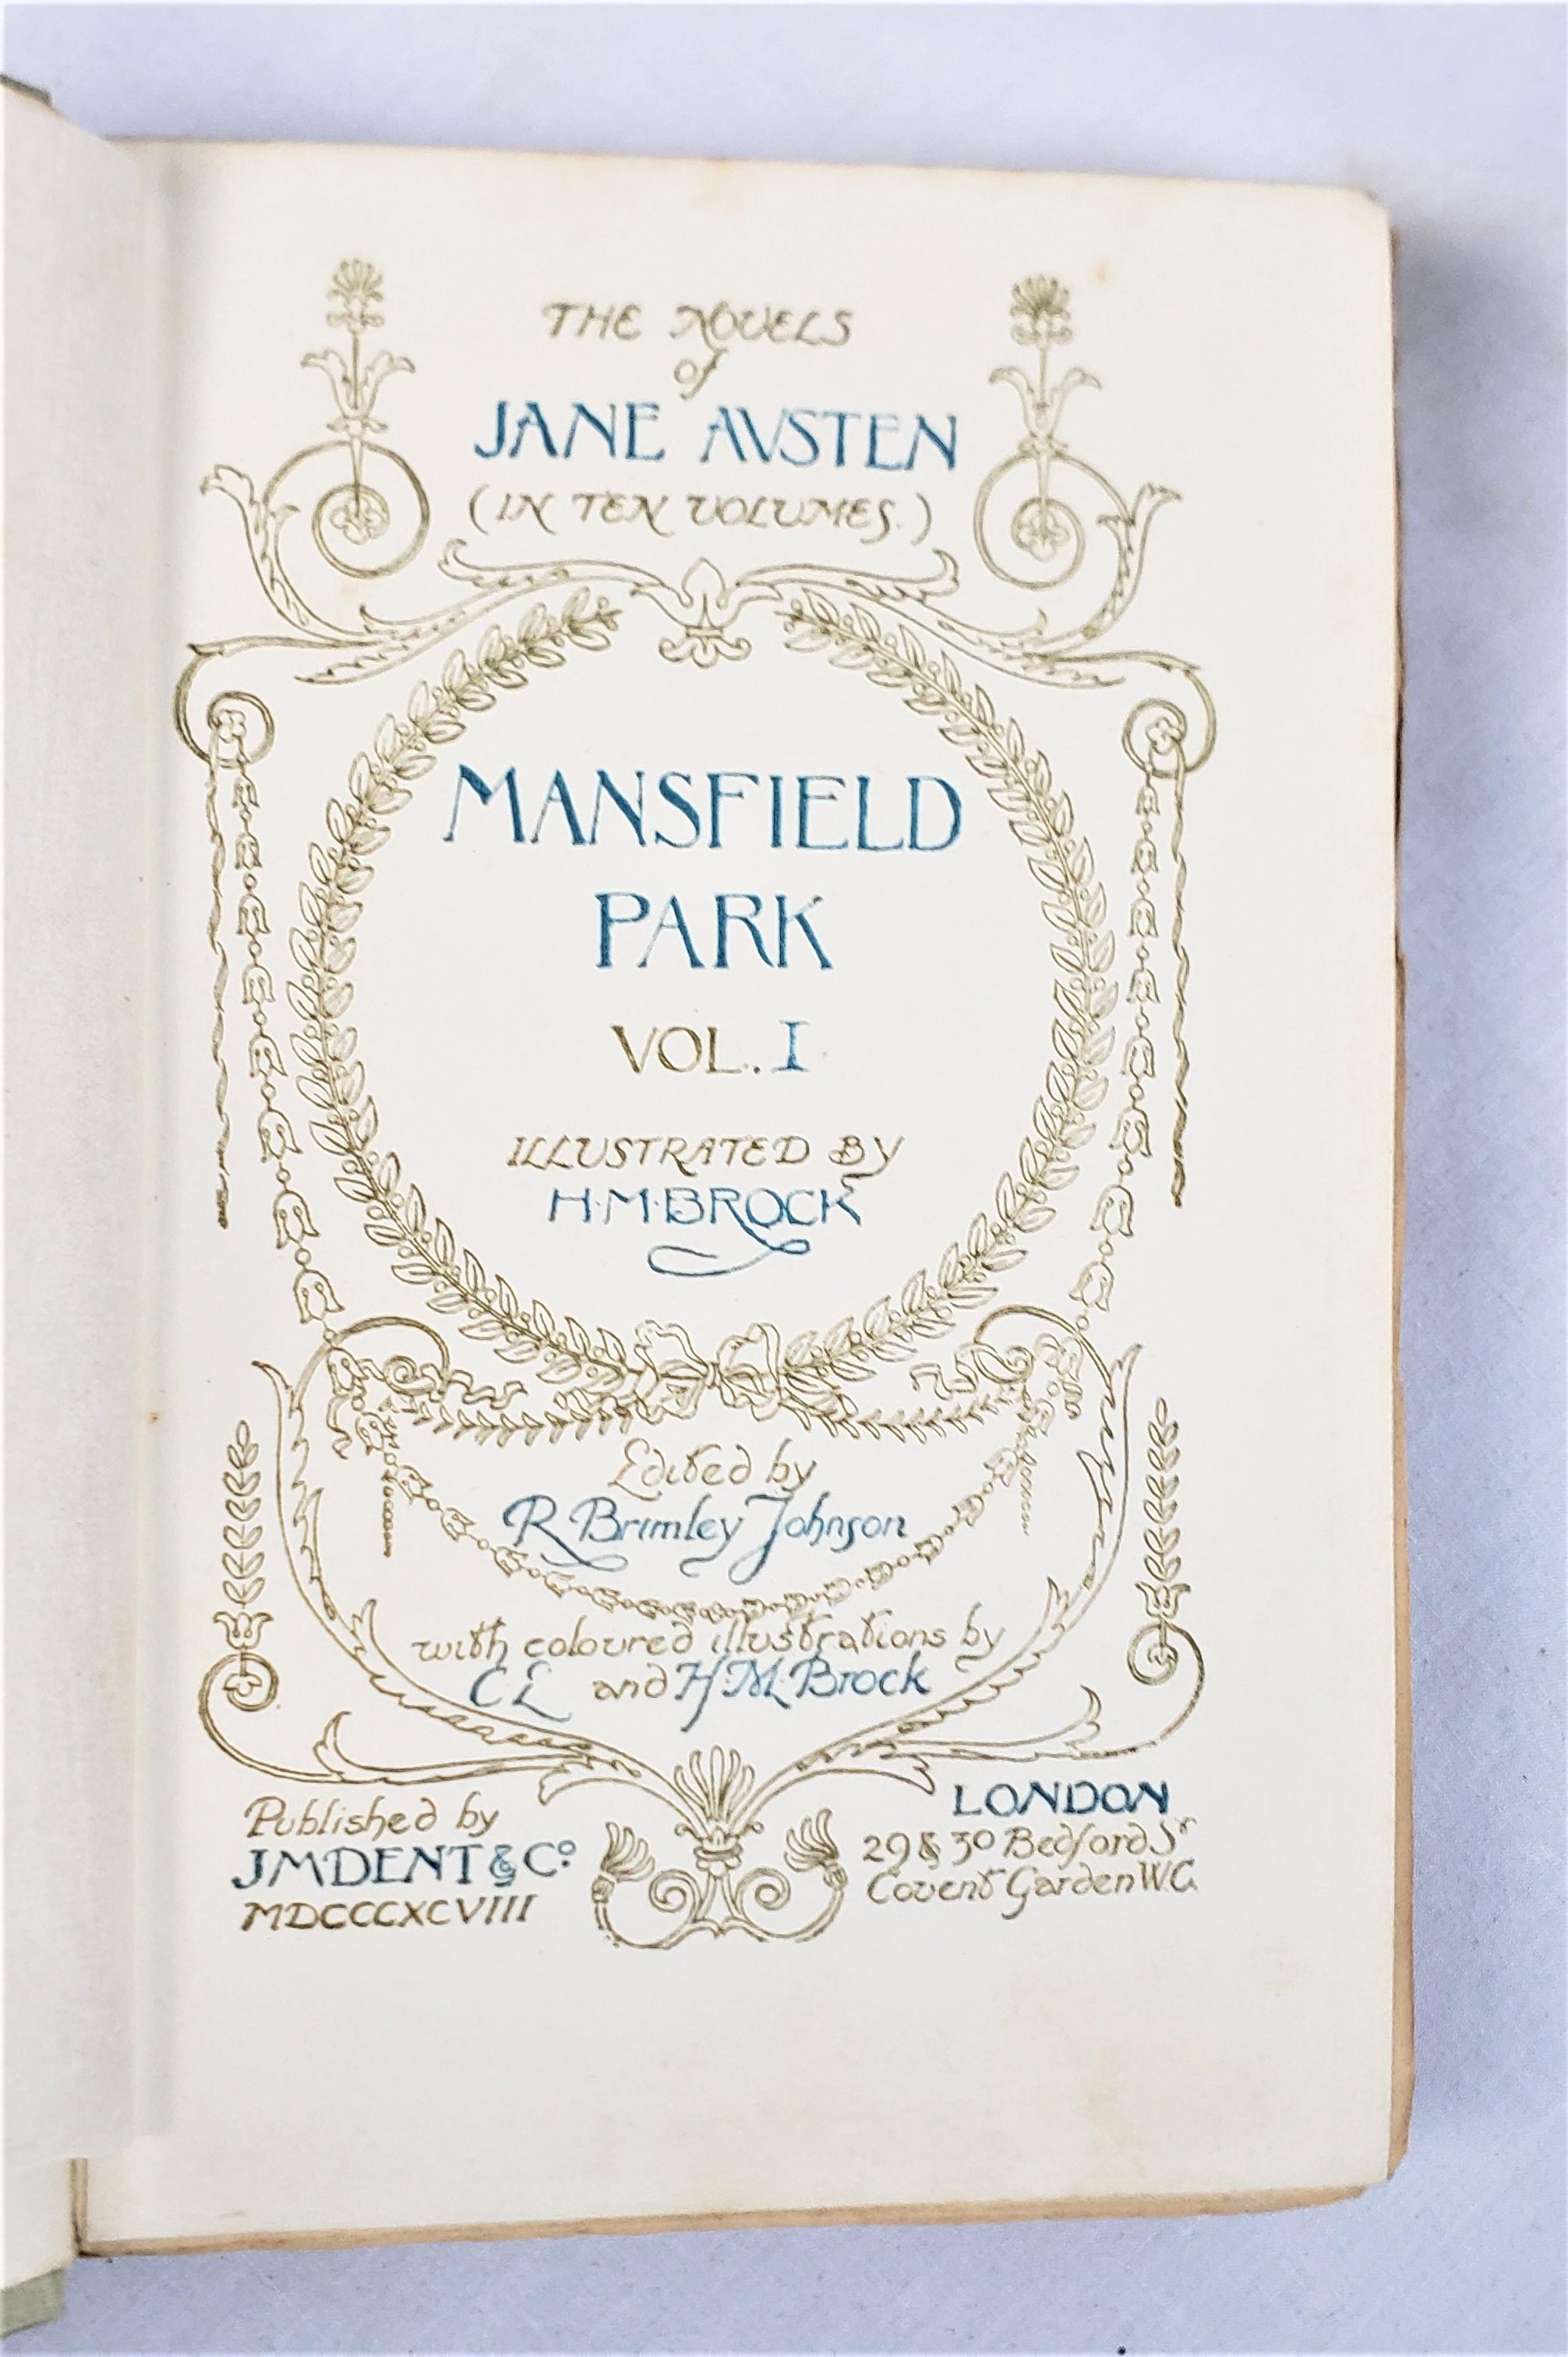 THE NOVELS
of
JANE AVSTEN
(IN TEN VOLUMES.)
MANSFIELD
PARK
VOL. I
ILLUSTRATED BY
H·M·BROCK
Edited by
R Brimley Johnson
with coloured illustrations by
C E and H M Brock
Published by
J M DENT & Co.
MDCCCXCVIII
LONDON
29 & 30 Bedford St
Covent Garden W.C.